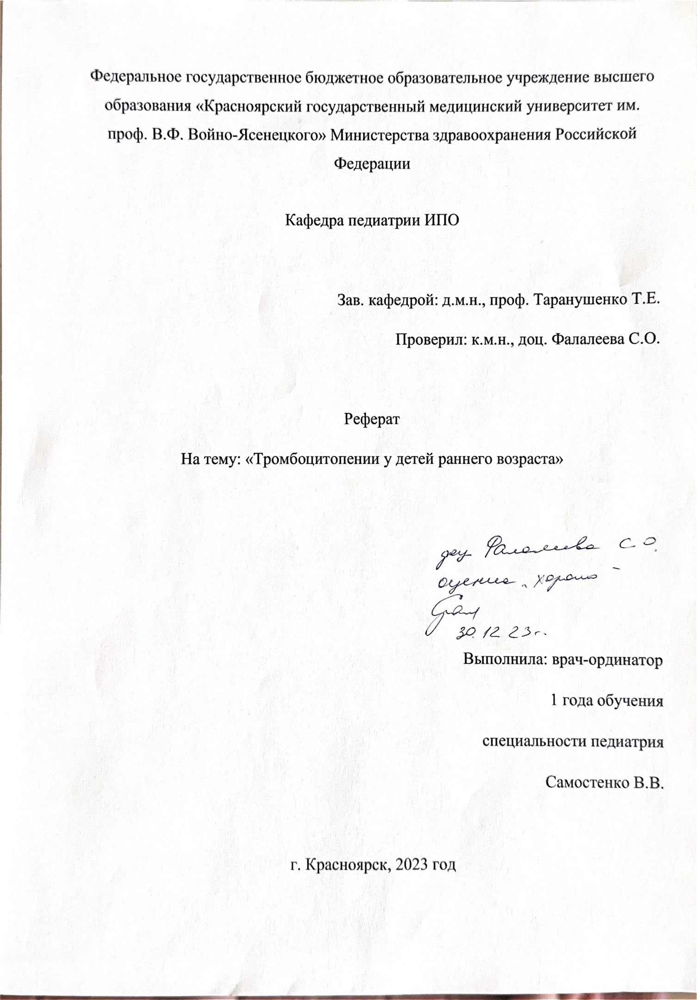 Федеральное государственное бюджетное образовательное учреждение высшего
образования «Красноярский государственный медицинский университет им.
проф. В.Ф. Войно-Ясенецкого» Министерства здравоохранения Российской
Федерации
Кафедра педиатрии ИПО
Зав. кафедрой: д.м.н., проф. Таранушенко Т.Е.
Проверил: к.м.н., доц. Фалалеева С.О.
Реферат
На тему: «Тромбоцитопении у детей раннего возраста»
доц Фалалеева С.О.
оценка „хорошо"
30.12 23г.
Выполнила: врач-ординатор
1 года обучения
специальности педиатрия
Самостенко В.В.
г. Красноярск, 2023 год